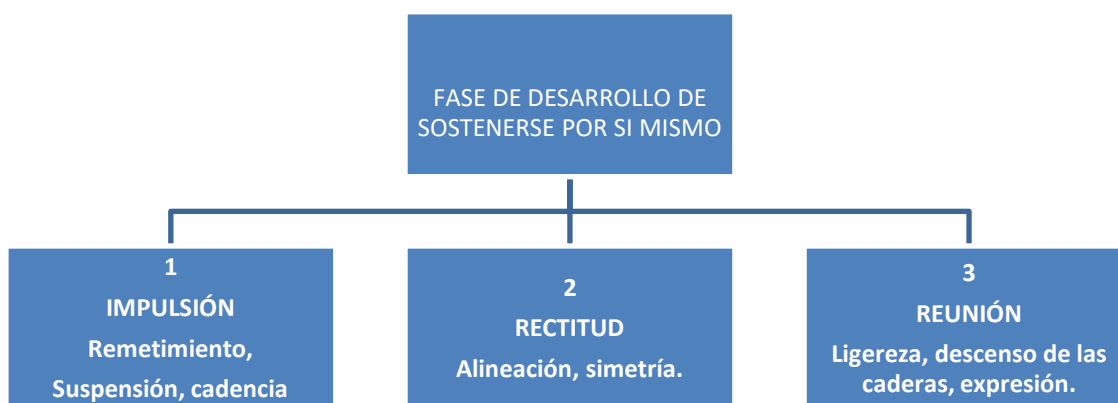 FASE DE DESARROLLO DE
SOSTENERSE POR SI MISMO
1
IMPULSIÓN
Remetimiento,
Suspensión, cadencia
2
RECTITUD
Alineación, simetría.
3
REUNIÓN
Ligereza, descenso de las
caderas, expresión.